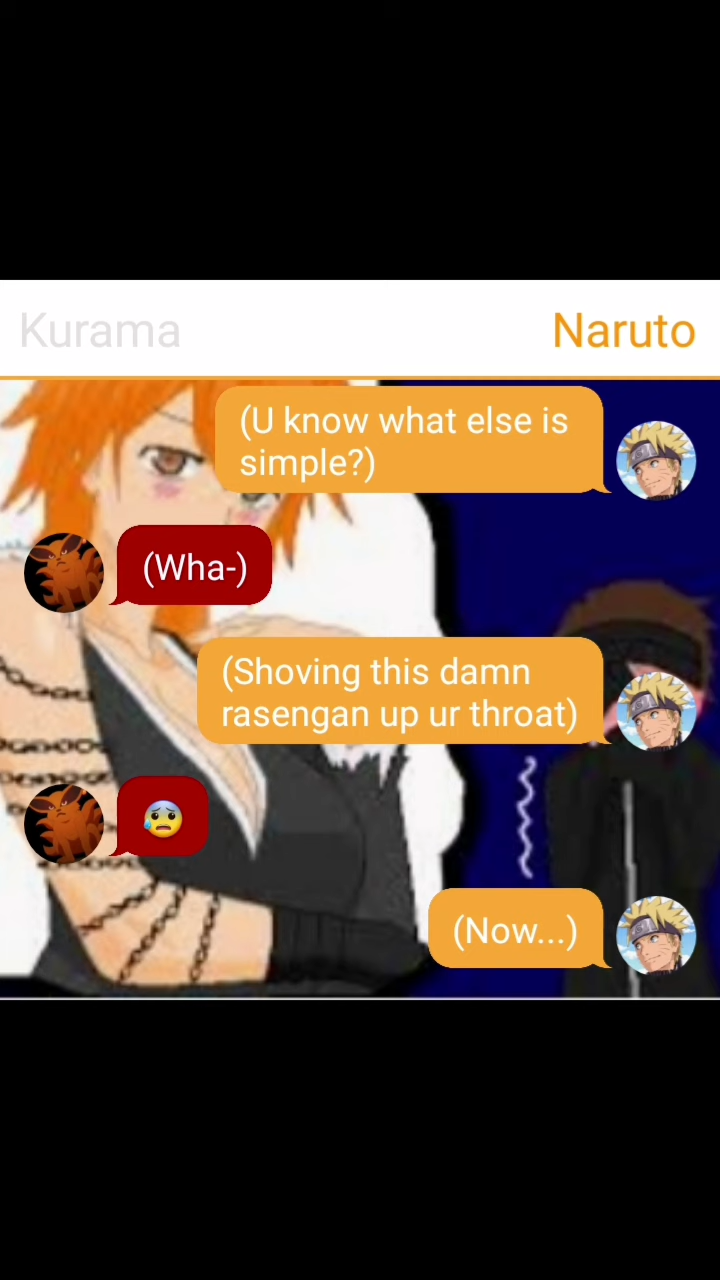 Kurama
Naruto
(U know what else is
simple?)
(Wha-)
(Shoving this damn
rasengan up ur throat)
😰
(Now...)